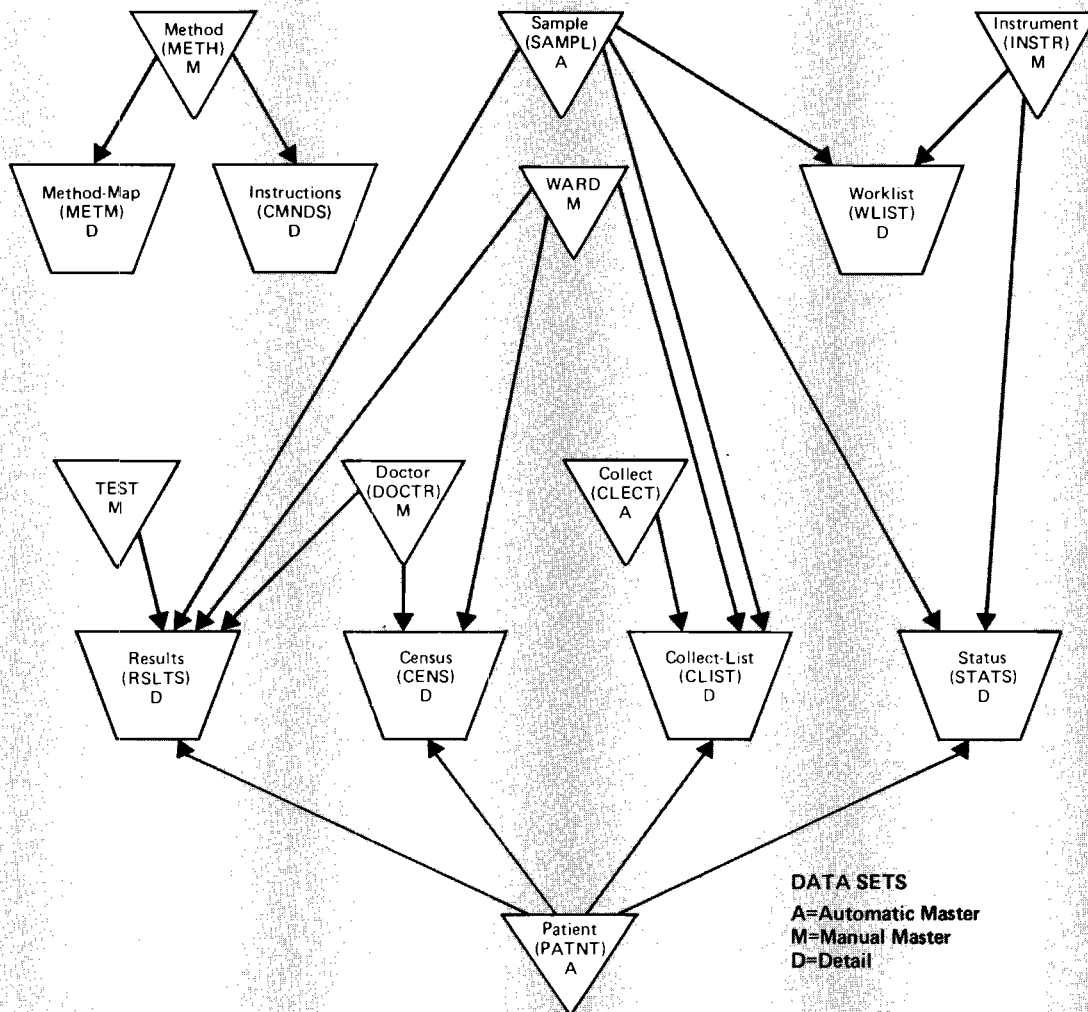 Method
(METH)
M
Sample
(SAMPL)
A
Instrument
(INSTR)
M
Method-Map
(METM)
D
Instructions
(CMNDS)
D
WARD
M
Worklist
(WLIST)
D
TEST
M
Doctor
(DOCTR)
M
Collect
(CLECT)
A
Results
(RSLTS)
D
Census
(CENS)
D
Collect-List
(CLIST)
D
Status
(STATS)
D
Patient
(PATNT)
A
DATA SETS
A=Automatic Master
M=Manual Master
D=Detail